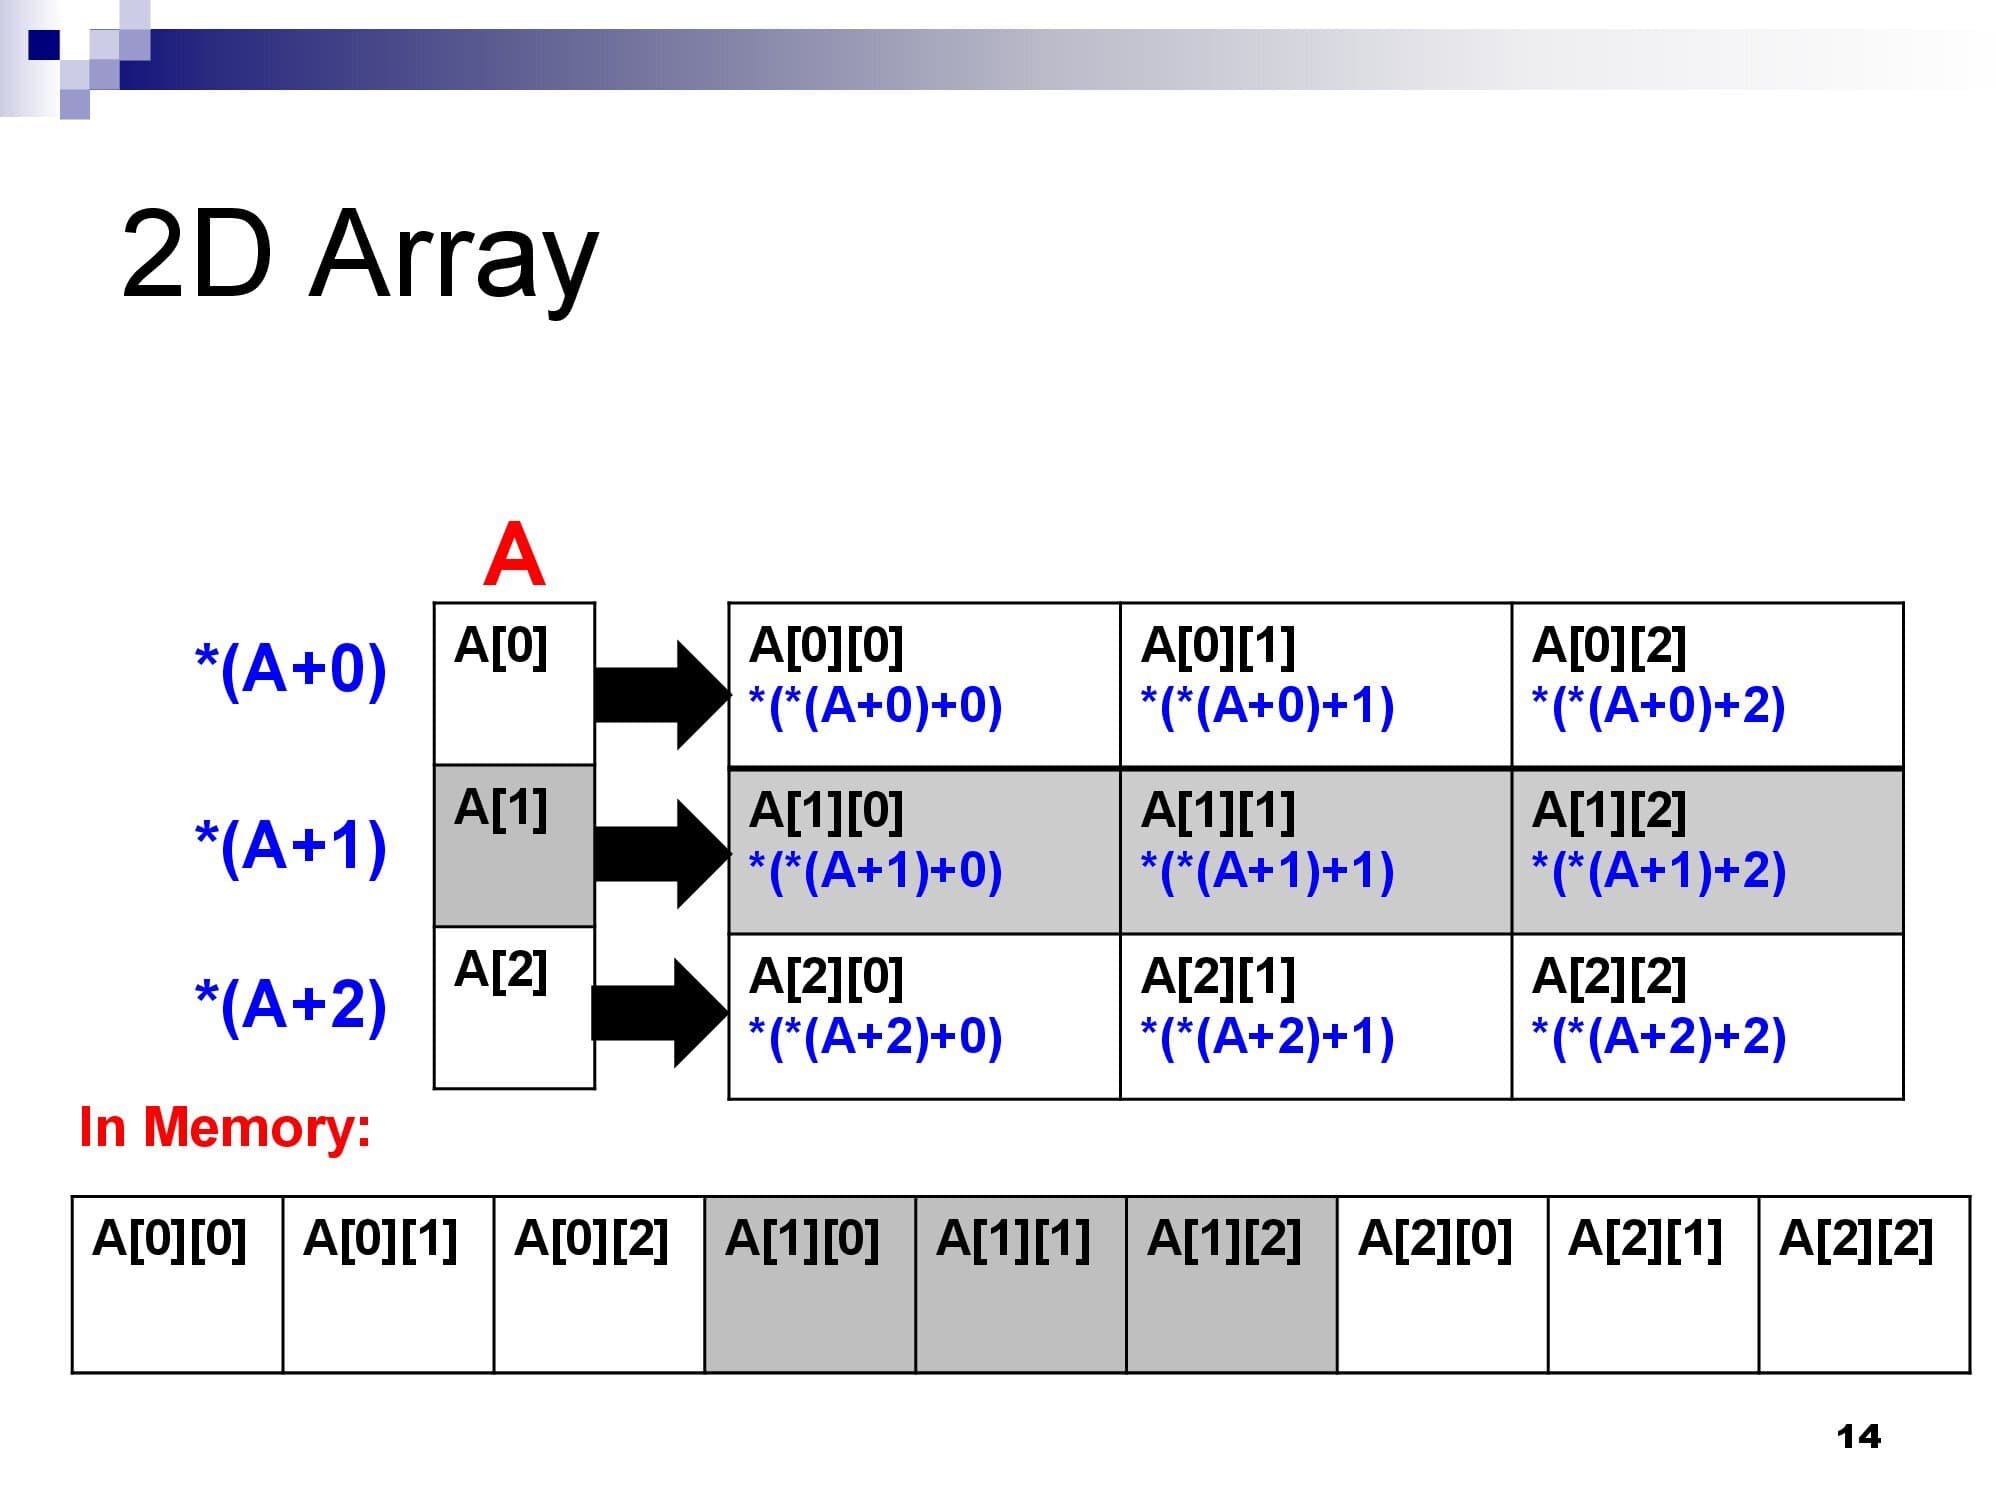 2D Array
A
*(A+0)
A[0]
A[0][0]
*(*(A+0)+0)
A[0][1]
*(*(A+0)+1)
A[0][2]
*(*(A+0)+2)
*(A+1)
A[1]
A[1][0]
*(*(A+1)+0)
A[1][1]
*(*(A+1)+1)
A[1][2]
*(*(A+1)+2)
*(A+2)
A[2]
A[2][0]
*(*(A+2)+0)
A[2][1]
*(*(A+2)+1)
A[2][2]
*(*(A+2)+2)
In Memory:
A[0][0] A[0][1] A[0][2] A[1][0] A[1][1] A[1][2] A[2][0] A[2][1] A[2][2]
14